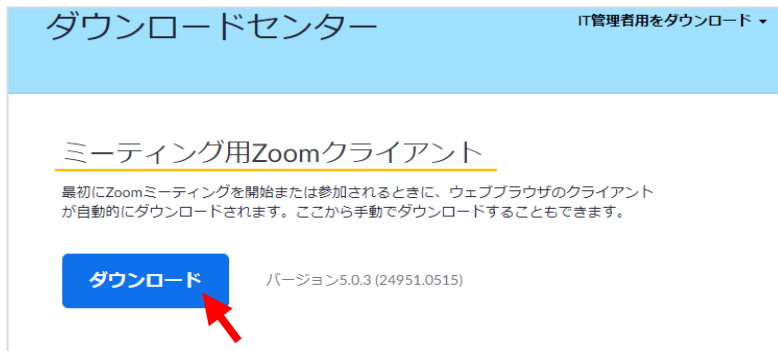 ダウンロードセンター
IT管理者用をダウンロード
ミーティング用Zoomクライアント
最初にZoomミーティングを開始または参加されるときに、ウェブブラウザのクライアント
が自動的にダウンロードされます。ここから手動でダウンロードすることもできます。
ダウンロード
バージョン5.0.3 (24951.0515)